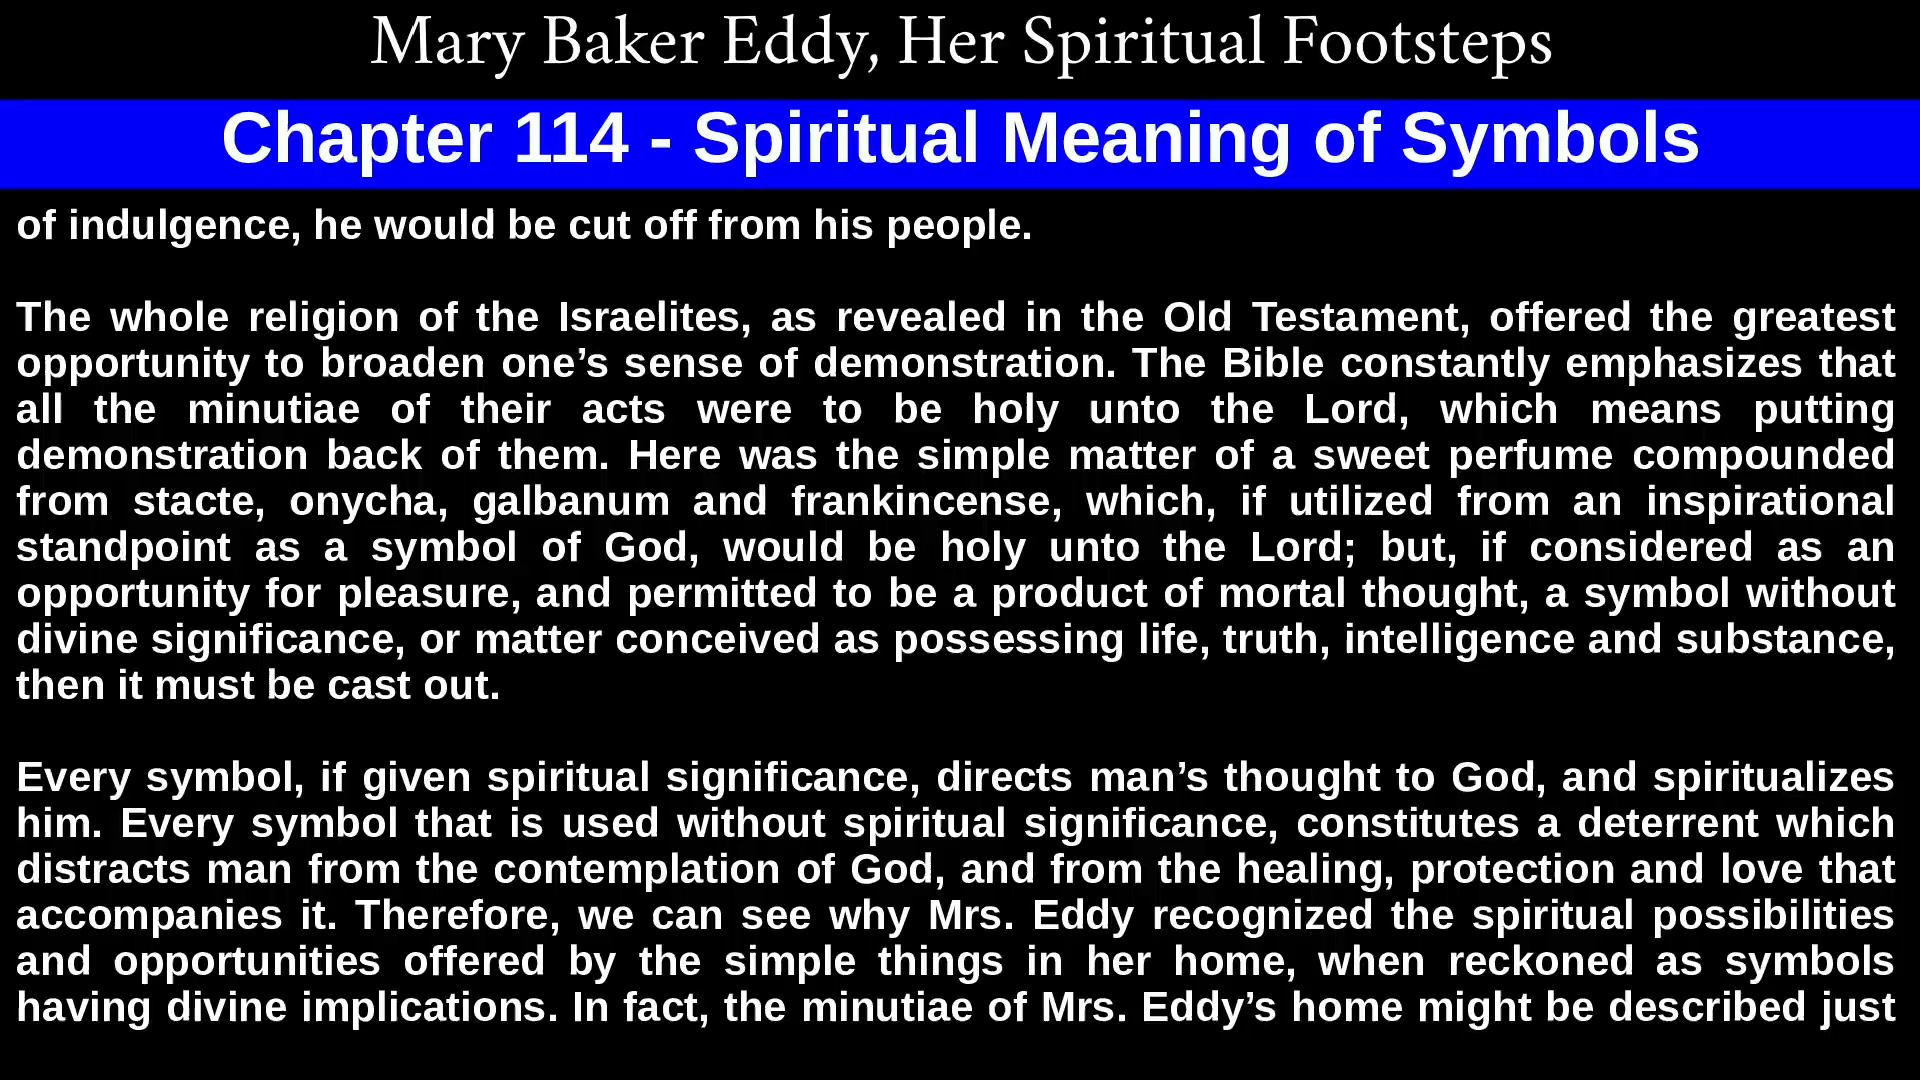 Mary Baker Eddy, Her Spiritual Footsteps
Chapter 114 - Spiritual Meaning of Symbols
of indulgence, he would be cut off from his people.
The whole religion of the Israelites, as revealed in the Old Testament, offered the greatest
opportunity to broaden one’s sense of demonstration. The Bible constantly emphasizes that
all the minutiae of their acts were to be holy unto the Lord, which means putting
demonstration back of them. Here was the simple matter of a sweet perfume compounded
from stacte, onycha, galbanum and frankincense, which, if utilized from an inspirational
standpoint as a symbol of God, would be holy unto the Lord; but, if considered as an
opportunity for pleasure, and permitted to be a product of mortal thought, a symbol without
divine significance, or matter conceived as possessing life, truth, intelligence and substance,
then it must be cast out.
Every symbol, if given spiritual significance, directs man’s thought to God, and spiritualizes
him. Every symbol that is used without spiritual significance, constitutes a deterrent which
distracts man from the contemplation of God, and from the healing, protection and love that
accompanies it. Therefore, we can see why Mrs. Eddy recognized the spiritual possibilities
and opportunities offered by the simple things in her home, when reckoned as symbols
having divine implications. In fact, the minutiae of Mrs. Eddy’s home might be described just